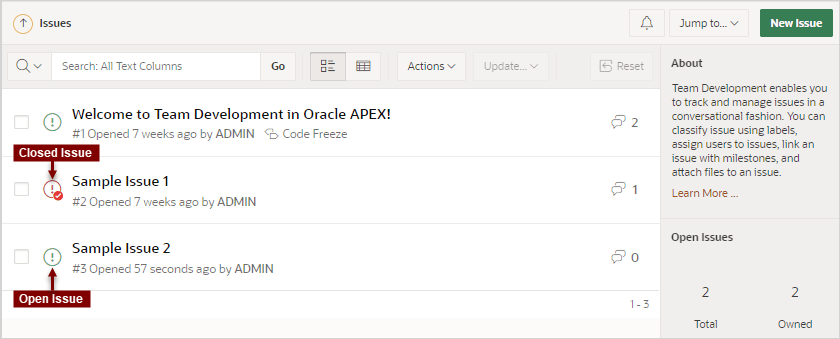 Issues
Jump to...
New Issue
Search: All Text Columns
Go
Actions
Update...
Reset
Welcome to Team Development in Oracle APEX!
#1 Opened 7 weeks ago by ADMIN
Code Freeze
2
Closed Issue
Sample Issue 1
#2 Opened 7 weeks ago by ADMIN
1
Sample Issue 2
#3 Opened 57 seconds ago by ADMIN
0
Open Issue
1 - 3
About
Team Development enables you
to track and manage issues in a
conversational fashion. You can
classify issue using labels,
assign users to issues, link an
issue with milestones, and
attach files to an issue.
Learn More ...
Open Issues
2
2
Total
Owned